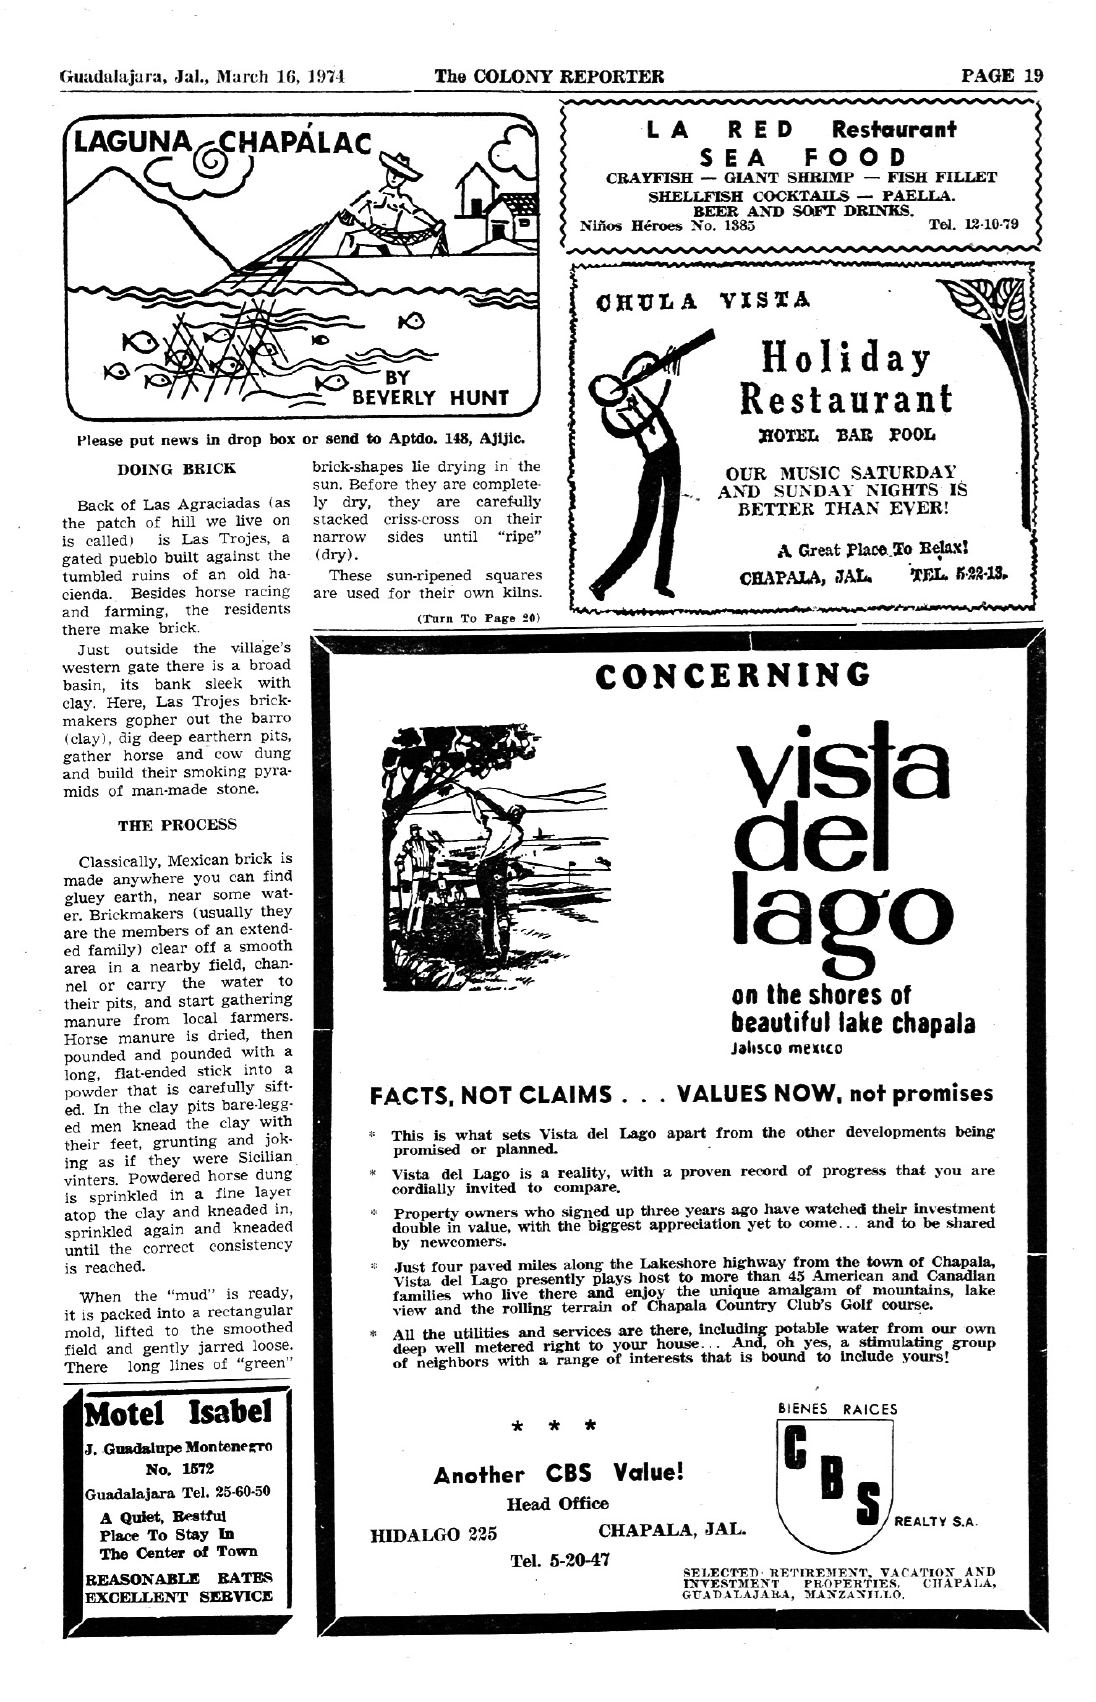 Guadalajara, Jal., March 16, 1974
The COLONY REPORTER
PAGE 19
LAGUNA CHAPÁLAC
BY
BEVERLY HUNT
Please put news in drop box or send to Aptdo. 148, Ajijic.
DOING BRICK
Back of Las Agraciadas (as
the patch of hill we live on
is called) is Las Trojes, a
gated pueblo built against the
tumbled ruins of an old ha-
cienda. Besides horse racing
and farming, the residents
there make brick.
Just outside the village's
western gate there is a broad
basin, its bank sleek with
clay. Here, Las Trojes brick-
makers gopher out the barro
(clay), dig deep earthern pits,
gather horse and cow dung
and build their smoking pyra-
mids of man-made stone.
THE PROCESS
Classically, Mexican brick is
made anywhere you can find
gluey earth, near some wat-
er. Brickmakers (usually they
are the members of an extend-
ed family) clear off a smooth
area in a nearby field, chan-
nel or carry the water to
their pits, and start gathering
manure from local farmers.
Horse manure is dried, then
pounded and pounded with a
long, flat-ended stick into a
powder that is carefully sift-
ed. In the clay pits bare-legg-
ed men knead the clay with
their feet, grunting and jok-
ing as if they were Sicilian
vinters. Powdered horse dung
is sprinkled in a fine layer
atop the clay and kneaded in,
sprinkled again and kneaded
until the correct consistency
is reached.
When the "mud" is ready,
it is packed into a rectangular
mold, lifted to the smoothed
field and gently jarred loose.
There long lines of "green"
brick-shapes lie drying in the
sun. Before they are complete-
ly dry, they are carefully
stacked criss-cross on their
narrow sides until "ripe"
(dry).
These sun-ripened squares
are used for their own kilns.
(Turn To Page 20)
LA RED Restaurant
SEA FOOD
CRAYFISH — GIANT SHRIMP — FISH FILLET
SHELLFISH COCKTAILS — PAELLA.
BEER AND SOFT DRINKS.
Niños Héroes No. 1385 Tel. 12-10-79
CHULA VISTA
Holiday
Restaurant
HOTEL BAR POOL
OUR MUSIC SATURDAY
AND SUNDAY NIGHTS IS
BETTER THAN EVER!
A Great Place To Relax!
CHAPALA, JAL. TEL. 5-22-13.
CONCERNING
vista
del
lago
on the shores of
beautiful lake chapala
Jalisco mexico
FACTS, NOT CLAIMS . . . VALUES NOW, not promises
* This is what sets Vista del Lago apart from the other developments being
promised or planned.
* Vista del Lago is a reality, with a proven record of progress that you are
cordially invited to compare.
* Property owners who signed up three years ago have watched their investment
double in value, with the biggest appreciation yet to come... and to be shared
by newcomers.
* Just four paved miles along the Lakeshore highway from the town of Chapala,
Vista del Lago presently plays host to more than 45 American and Canadian
families who live there and enjoy the unique amalgam of mountains, lake
view and the rolling terrain of Chapala Country Club's Golf course.
* All the utilities and services are there, including potable water from our own
deep well metered right to your house... And, oh yes, a stimulating group
of neighbors with a range of interests that is bound to include yours!
* * *
Another CBS Value!
Head Office
HIDALGO 225 CHAPALA, JAL.
Tel. 5-20-47
BIENES RAICES
CBS
REALTY S.A.
SELECTED RETIREMENT, VACATION AND
INVESTMENT PROPERTIES, CHAPALA,
GUADALAJARA, MANZANILLO.
Motel Isabel
J. Guadalupe Montenegro
No. 1572
Guadalajara Tel. 25-60-50
A Quiet, Restful
Place To Stay In
The Center of Town
REASONABLE RATES
EXCELLENT SERVICE